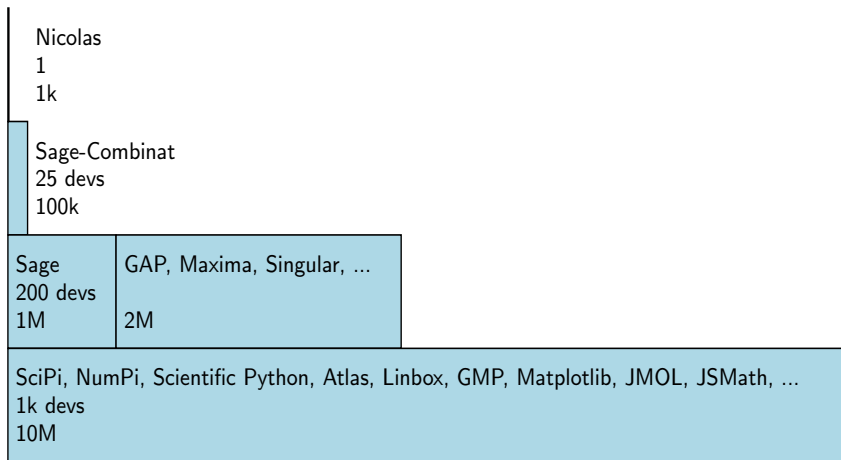 Nicolas
1
1k
Sage-Combinat
25 devs
100k
Sage
200 devs
1M
GAP, Maxima, Singular, ...
2M
SciPi, NumPi, Scientific Python, Atlas, Linbox, GMP, Matplotlib, JMOL, JSMath, ...
1k devs
10M